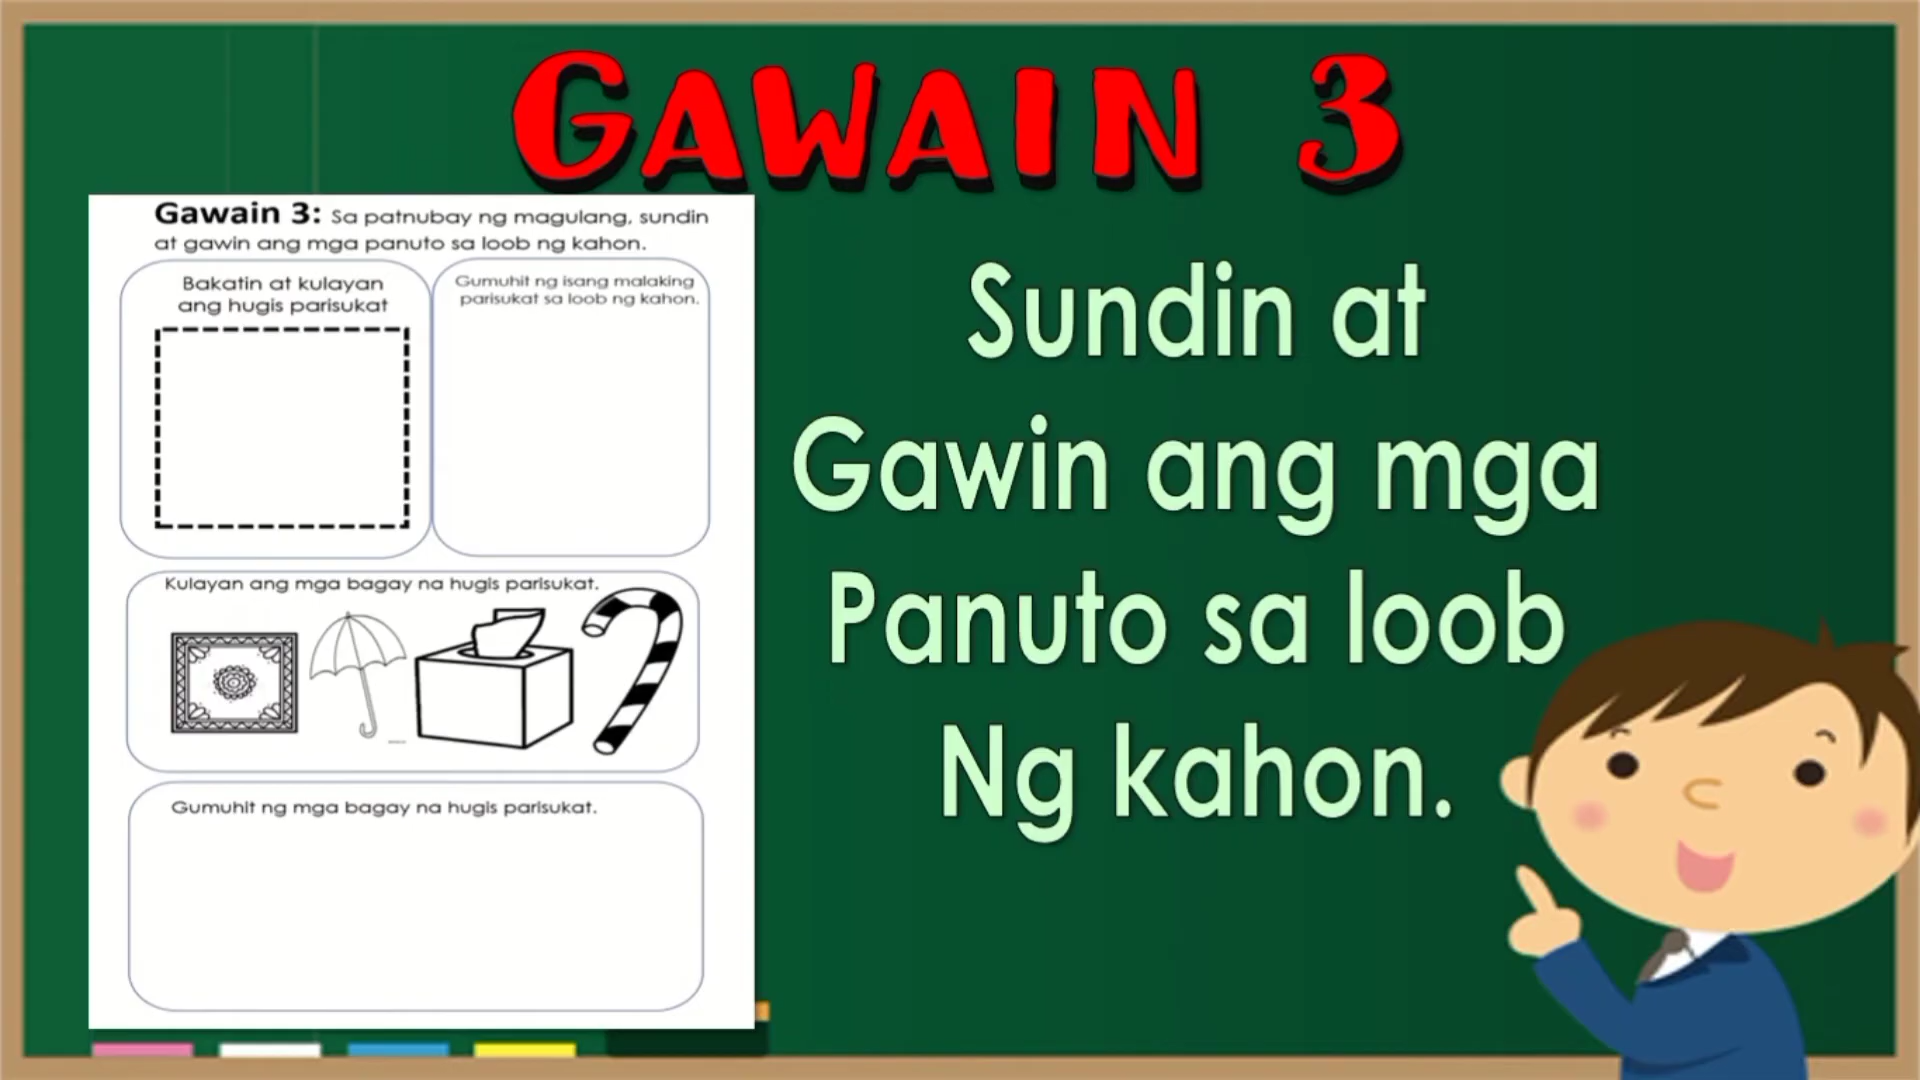 GAWAIN 3
Gawain 3: Sa patnubay ng magulang, sundin
at gawin ang mga panuto sa loob ng kahon.
Bakatin at kulayan
ang hugis parisukat
Gumuhit ng isang malaking
parisukat sa loob ng kahon.
Kulayan ang mga bagay na hugis parisukat.
Gumuhit ng mga bagay na hugis parisukat.
Sundin at
Gawin ang mga
Panuto sa loob
Ng kahon.